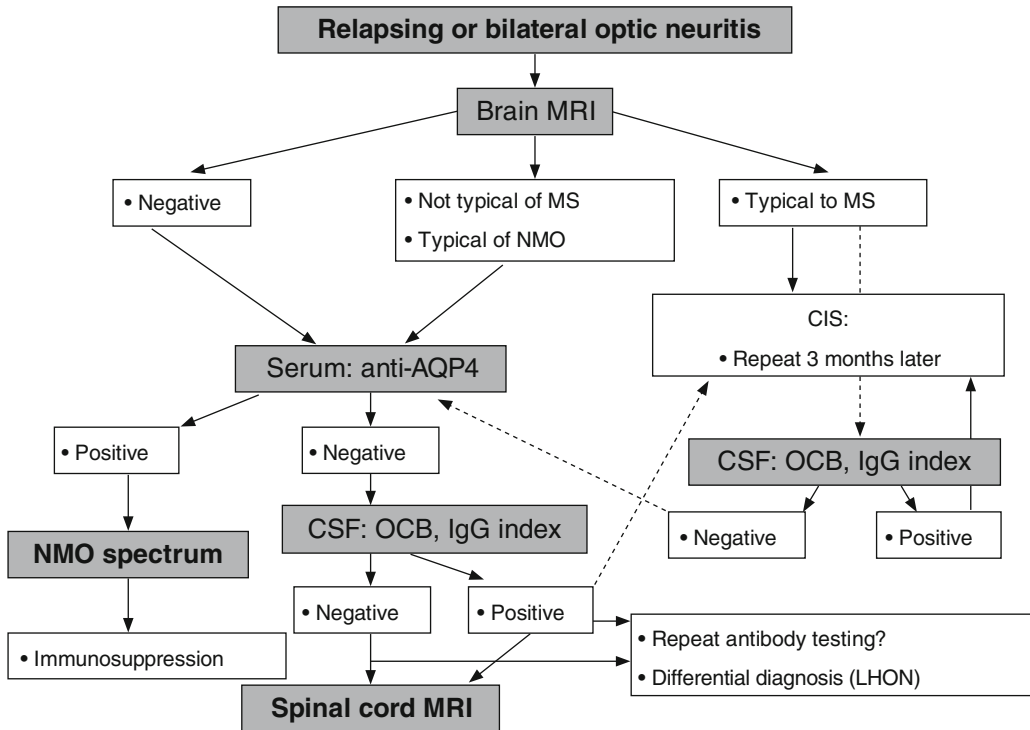 Relapsing or bilateral optic neuritis
Brain MRI
• Negative
• Not typical of MS
• Typical of NMO
• Typical to MS
CIS:
• Repeat 3 months later
Serum: anti-AQP4
• Positive
• Negative
CSF: OCB, IgG index
• Negative
• Positive
NMO spectrum
CSF: OCB, IgG index
• Negative
• Positive
• Immunosuppression
• Repeat antibody testing?
• Differential diagnosis (LHON)
Spinal cord MRI